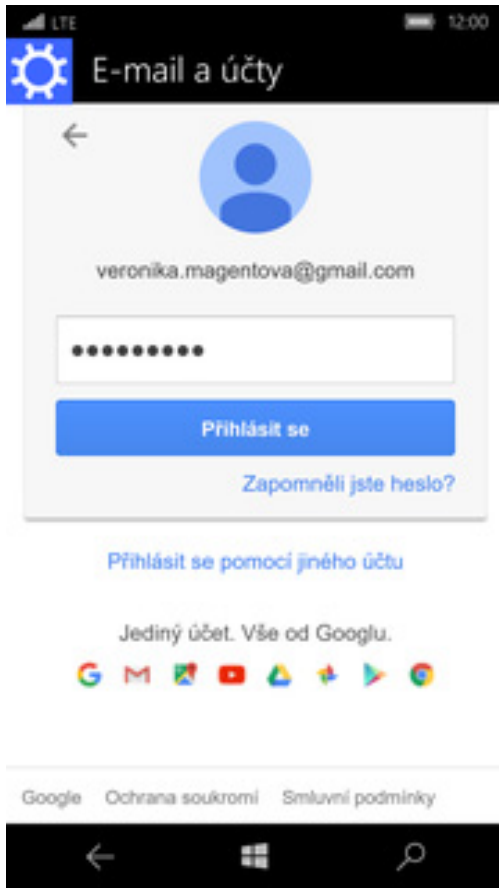 LTE 12:00
E-mail a účty
veronika.magentova@gmail.com
•••••••••
Přihlásit se
Zapomněli jste heslo?
Přihlásit se pomocí jiného účtu
Jediný účet. Vše od Googlu.
Google Ochrana soukromí Smluvní podmínky